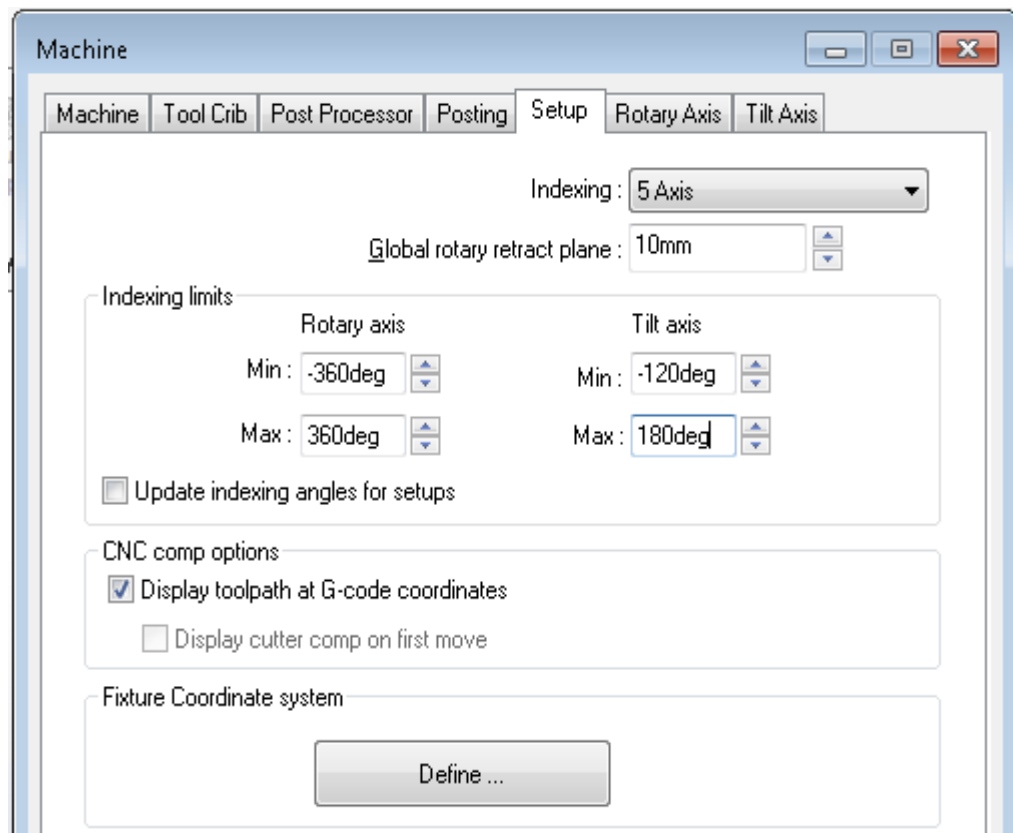 Machine
Machine Tool Crib Post Processor Posting Setup Rotary Axis Tilt Axis
Indexing : 5 Axis
Global rotary retract plane : 10mm
Indexing limits
Rotary axis Tilt axis
Min : -360deg Min : -120deg
Max : 360deg Max : 180deg
Update indexing angles for setups
CNC comp options
Display toolpath at G-code coordinates
Display cutter comp on first move
Fixture Coordinate system
Define ...